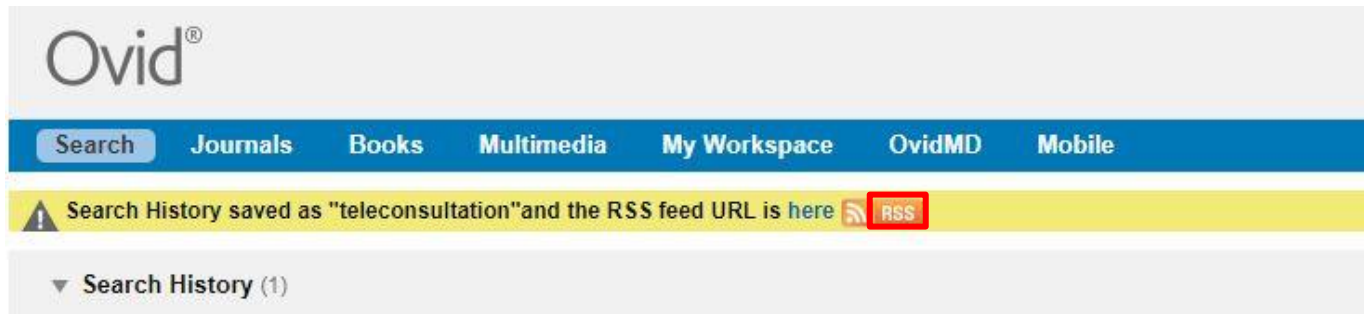 Ovid®
Search Journals Books Multimedia My Workspace OvidMD Mobile
Search History saved as "teleconsultation"and the RSS feed URL is here RSS
Search History (1)